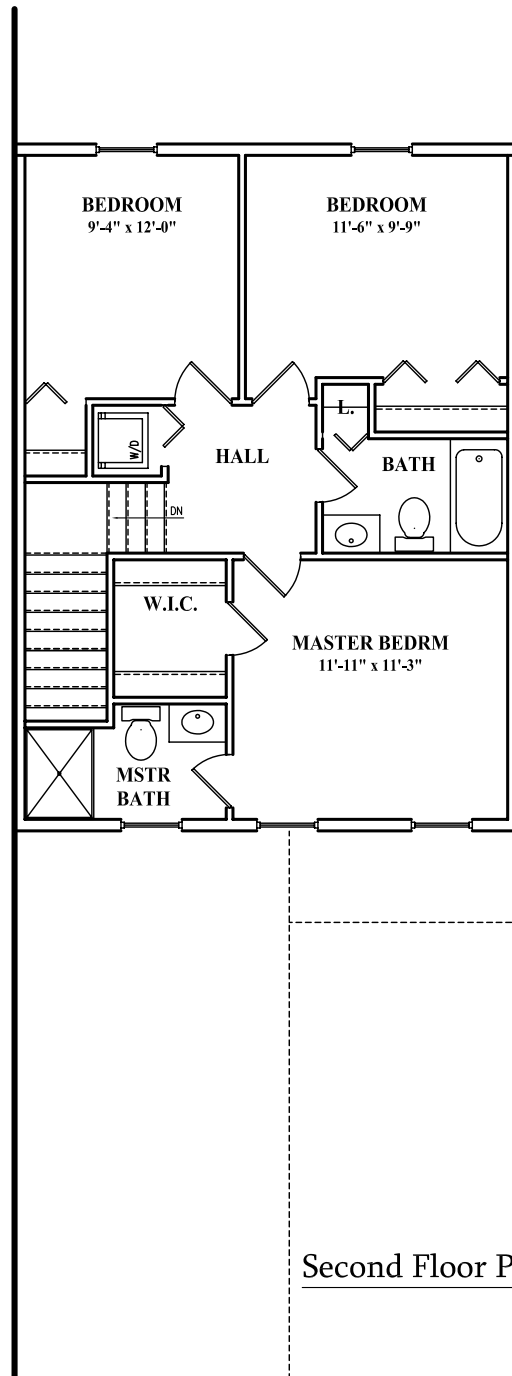 BEDROOM
9'-4" x 12'-0"
BEDROOM
11'-6" x 9'-9"
L.
W/D
HALL
BATH
DN
W.I.C.
MASTER BEDRM
11'-11" x 11'-3"
MSTR
BATH
Second Floor P